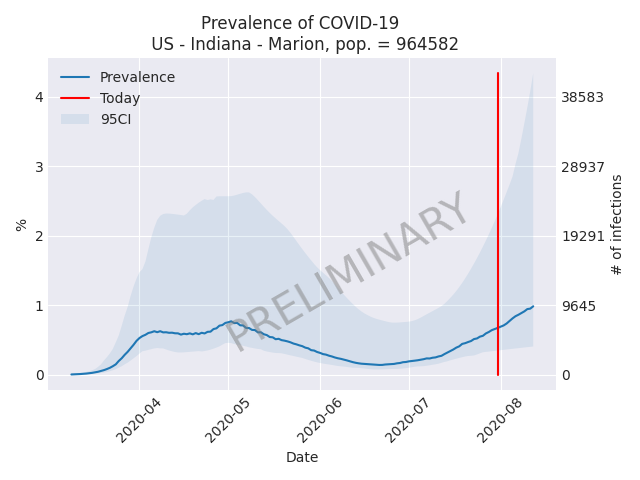 Prevalence of COVID-19
US - Indiana - Marion, pop. = 964582
Prevalence
Today
95CI
PRELIMINARY
%
4
3
2
1
0
38583
28937
19291
9645
0
# of infections
2020-04
2020-05
2020-06
2020-07
2020-08
Date